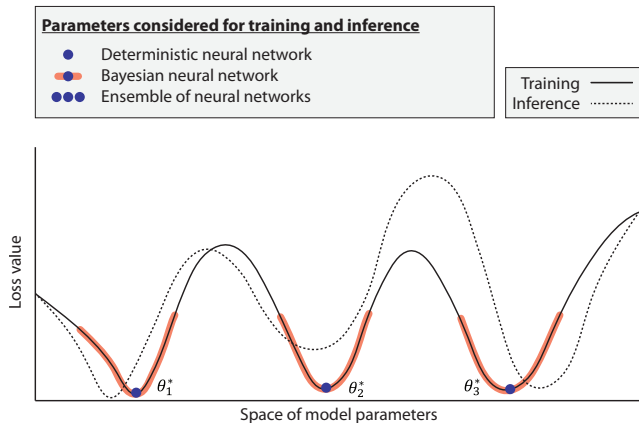 Parameters considered for training and inference
Deterministic neural network
Bayesian neural network
Ensemble of neural networks
Training
Inference
Loss value
θ₁*
θ₂*
θ₃*
Space of model parameters